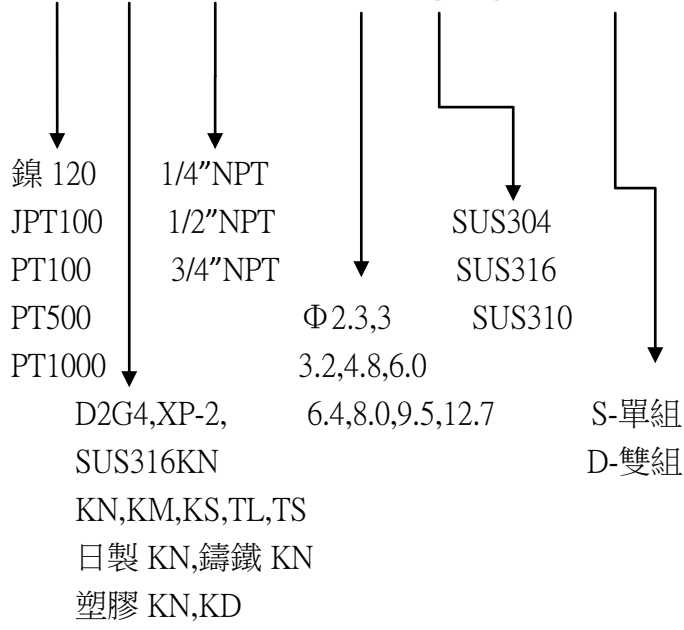 鎳 120 1/4"NPT
JPT100 1/2"NPT SUS304
PT100 3/4"NPT SUS316
PT500 Φ2.3,3 SUS310
PT1000 3.2,4.8,6.0
D2G4,XP-2, 6.4,8.0,9.5,12.7 S-單組
SUS316KN D-雙組
KN,KM,KS,TL,TS
日製 KN,鑄鐵 KN
塑膠 KN,KD